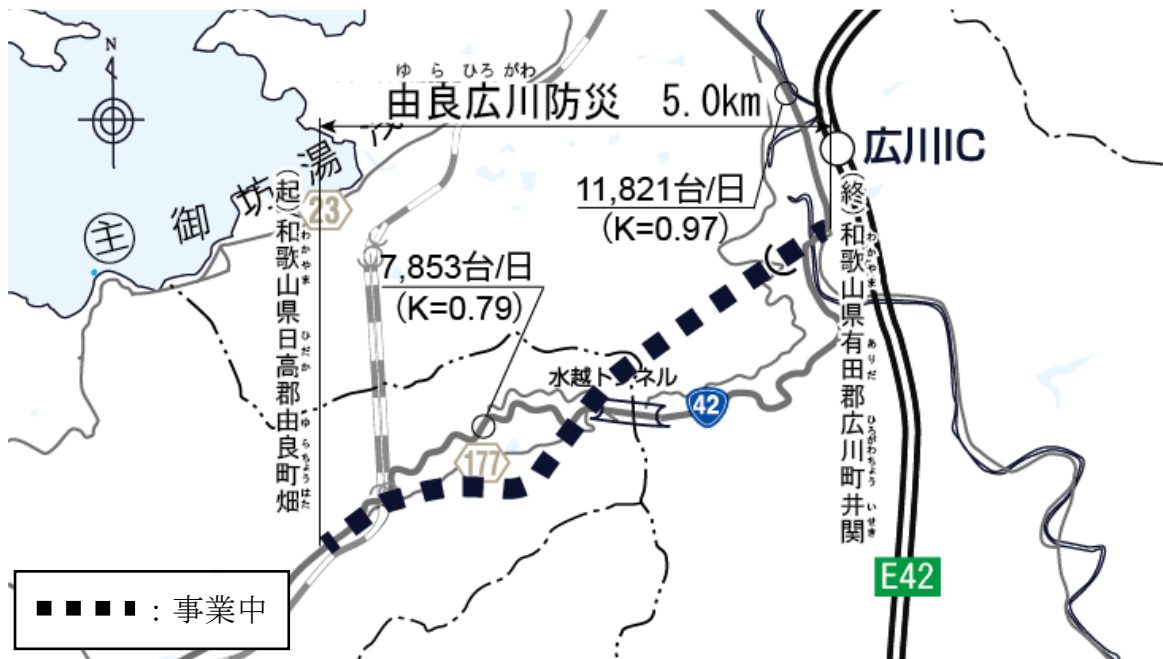 N
ゆら ひろがわ
由良広川防災 5.0km
広川IC
主 御坊湯浅
23
11,821台/日
(K=0.97)
7,853台/日
(K=0.79)
(起)和歌山県日高郡由良町畑
わかやま ひだか ゆらちょうはた
(終)和歌山県有田郡広川町井関
わかやま ありだ ひろがわちょう いせき
水越トンネル
42
177
E42
:事業中